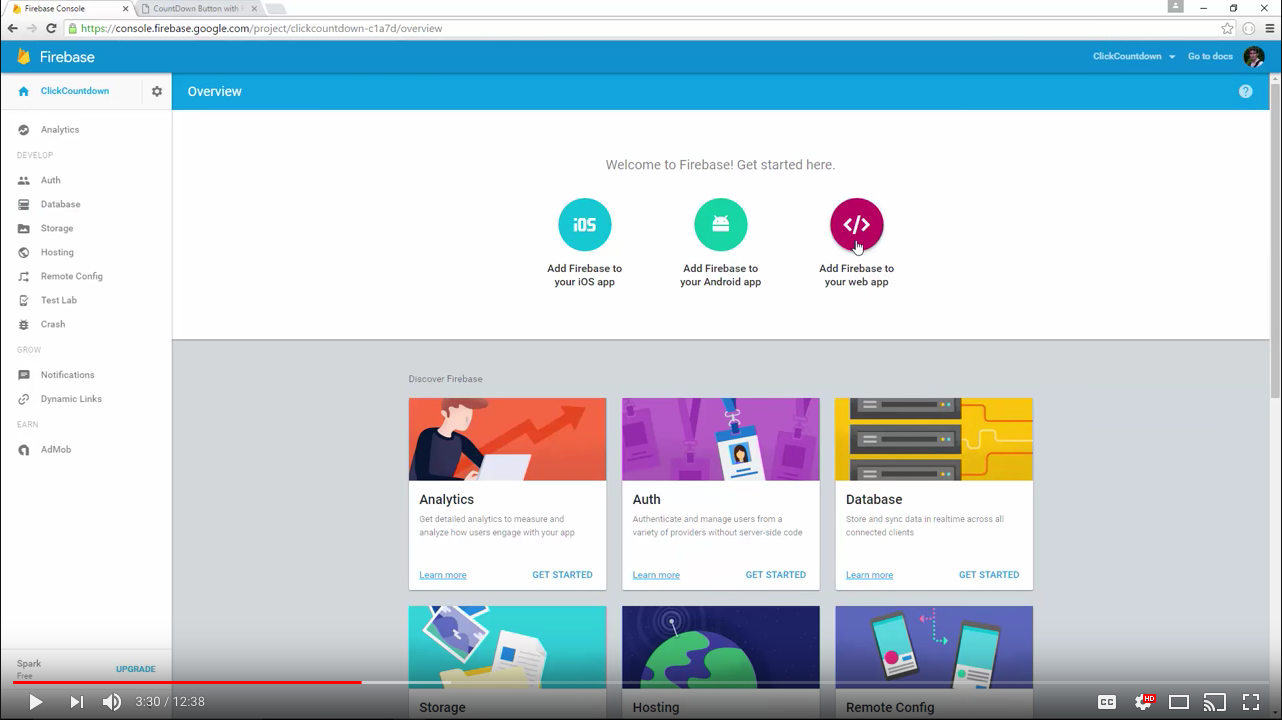 Firebase Console
CountDown Button with F
https://console.firebase.google.com/project/clickcountdown-c1a7d/overview
Firebase
ClickCountdown
Go to docs
ClickCountdown
Overview
?
Analytics
DEVELOP
Auth
Database
Storage
Hosting
Remote Config
Test Lab
Crash
GROW
Notifications
Dynamic Links
EARN
AdMob
Spark
Free
UPGRADE
Welcome to Firebase! Get started here.
iOS
</>
Add Firebase to
your iOS app
Add Firebase to
your Android app
Add Firebase to
your web app
Discover Firebase
Analytics
Get detailed analytics to measure and
analyze how users engage with your app
Learn more
GET STARTED
Auth
Authenticate and manage users from a
variety of providers without server-side code
Learn more
GET STARTED
Database
Store and sync data in realtime across all
connected clients
Learn more
GET STARTED
Storage
Hosting
Remote Config
3:30 / 12:38
CC
HD